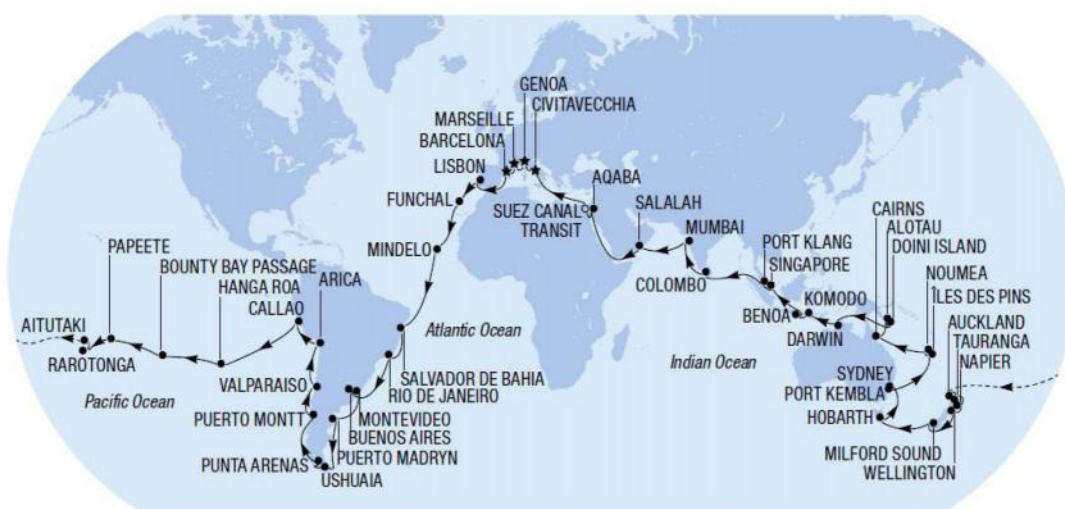 GENOA
CIVITAVECCHIA
MARSEILLE
BARCELONA
LISBON
FUNCHAL
MINDELO
SUEZ CANAL
TRANSIT
AQABA
SALALAH
MUMBAI
COLOMBO
PORT KLANG
SINGAPORE
BENOA
KOMODO
DARWIN
CAIRNS
ALOTAU
DOINI ISLAND
NOUMEA
ILES DES PINS
AUCKLAND
TAURANGA
NAPIER
SYDNEY
PORT KEMBLA
HOBARTH
MILFORD SOUND
WELLINGTON
Indian Ocean
Atlantic Ocean
SALVADOR DE BAHIA
RIO DE JANEIRO
MONTEVIDEO
BUENOS AIRES
PUERTO MADRYN
USHUAIA
PUNTA ARENAS
PUERTO MONTT
VALPARAISO
ARICA
CALLAO
HANGA ROA
BOUNTY BAY PASSAGE
PAPEETE
AITUTAKI
RAROTONGA
Pacific Ocean